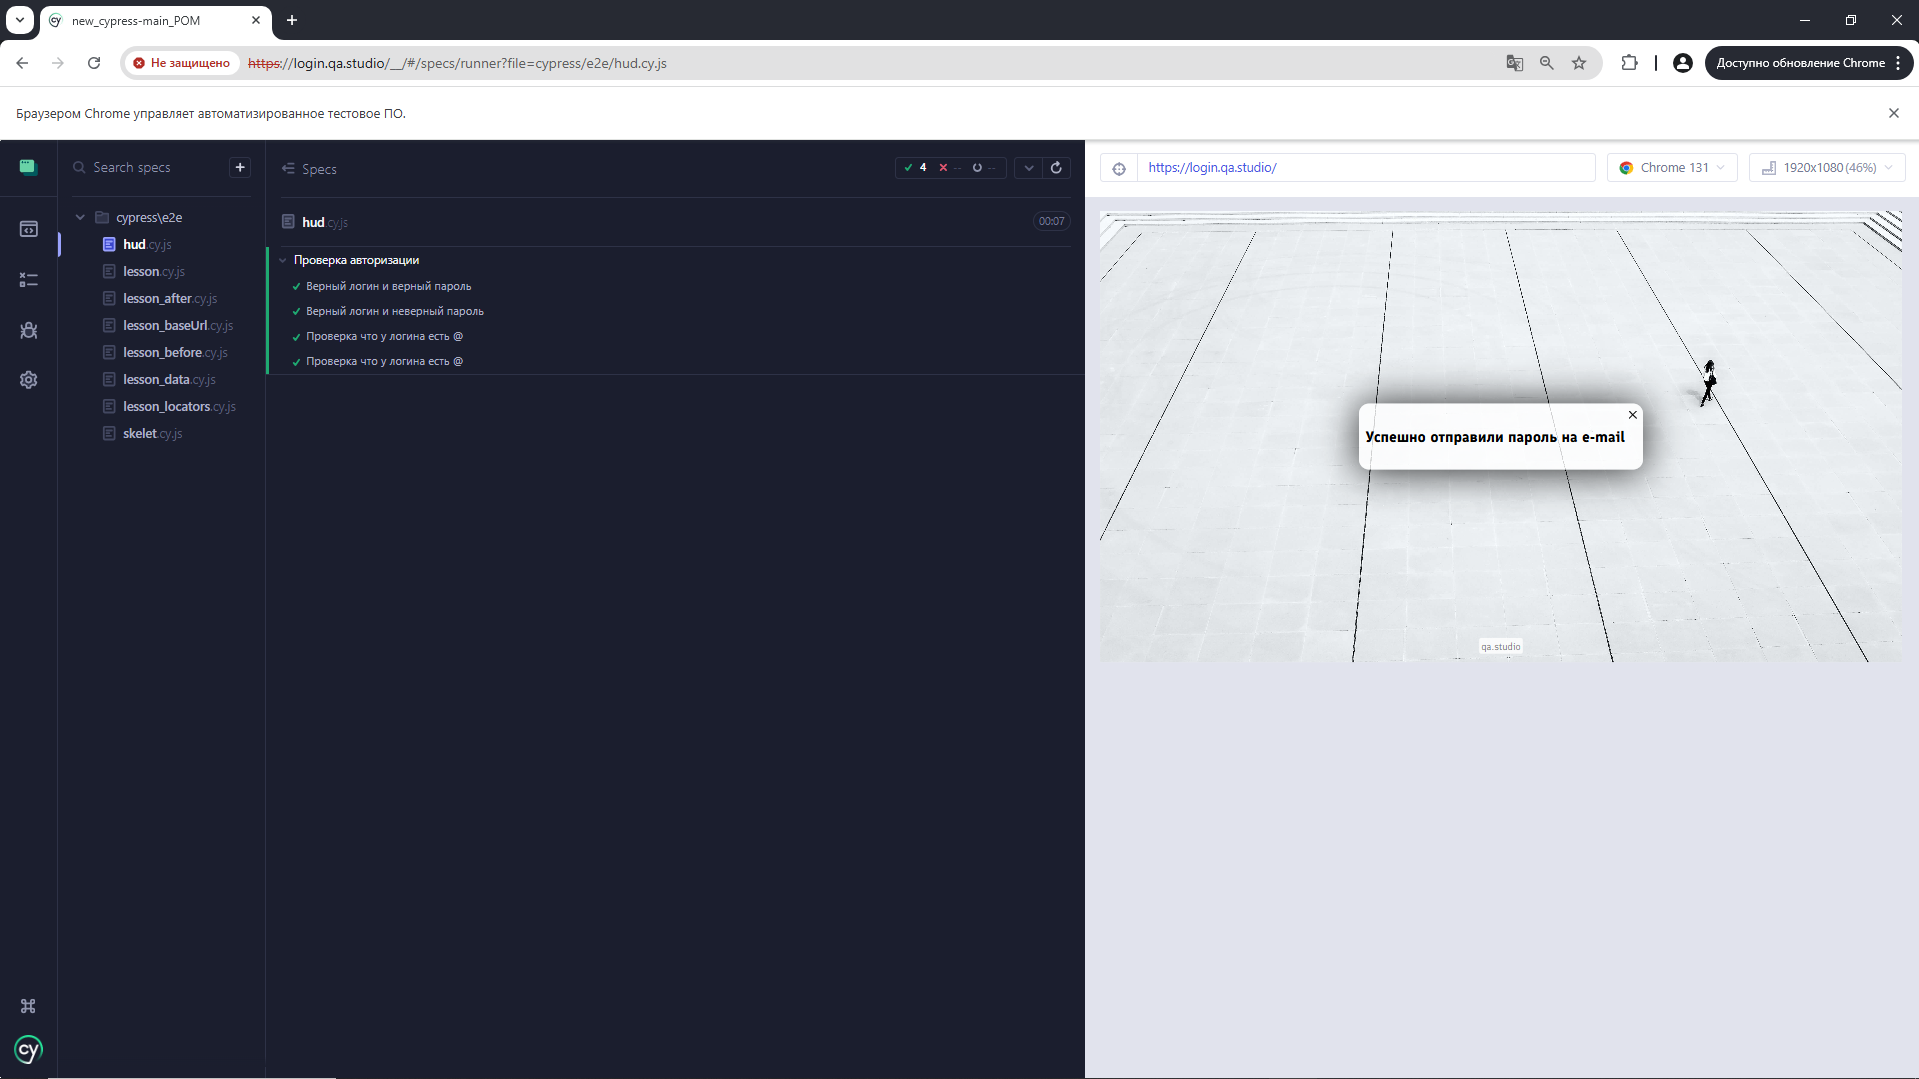 new_cypress-main_POM
Не защищено
https://login.qa.studio/__/#/specs/runner?file=cypress/e2e/hud.cy.js
Доступно обновление Chrome
Браузером Chrome управляет автоматизированное тестовое ПО.
Search specs
cypress\e2e
hud.cy.js
lesson.cy.js
lesson_after.cy.js
lesson_baseUrl.cy.js
lesson_before.cy.js
lesson_data.cy.js
lesson_locators.cy.js
skelet.cy.js
cy
Specs
4 -- --
hud.cy.js
00:07
Проверка авторизации
Верный логин и верный пароль
Верный логин и неверный пароль
Проверка что у логина есть @
Проверка что у логина есть @
https://login.qa.studio/
Chrome 131
1920x1080 (46%)
Успешно отправили пароль на e-mail
qa.studio